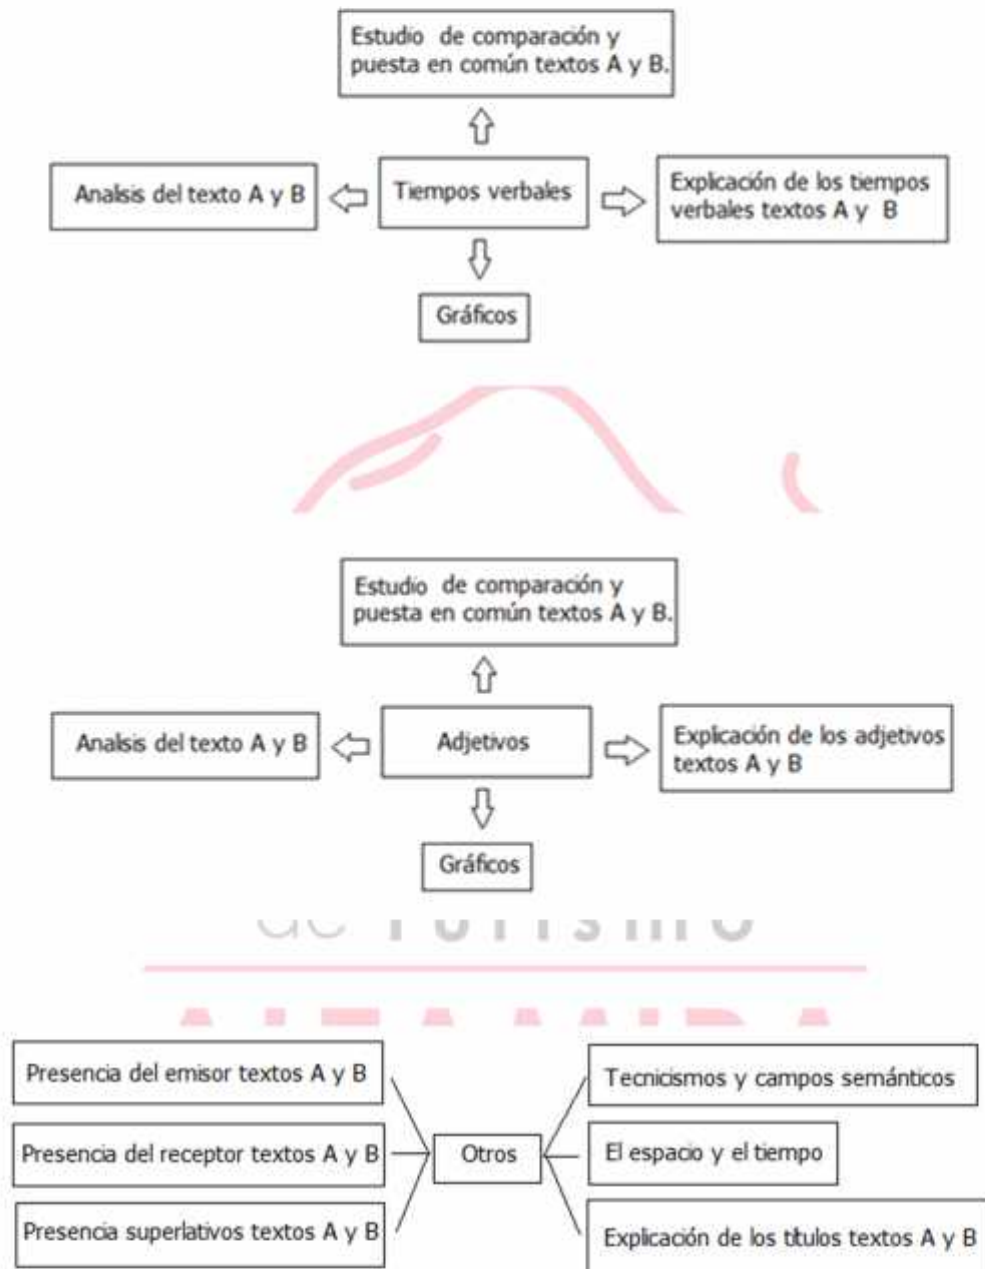 Estudio de comparación y
puesta en común textos A y B.
Analisis del texto A y B
Tiempos verbales
Explicación de los tiempos
verbales textos A y B
Gráficos
Estudio de comparación y
puesta en común textos A y B.
Analisis del texto A y B
Adjetivos
Explicación de los adjetivos
textos A y B
Gráficos
de Turismo
Presencia del emisor textos A y B
Tecnicismos y campos semánticos
Presencia del receptor textos A y B
Otros
El espacio y el tiempo
Presencia superlativos textos A y B
Explicación de los títulos textos A y B